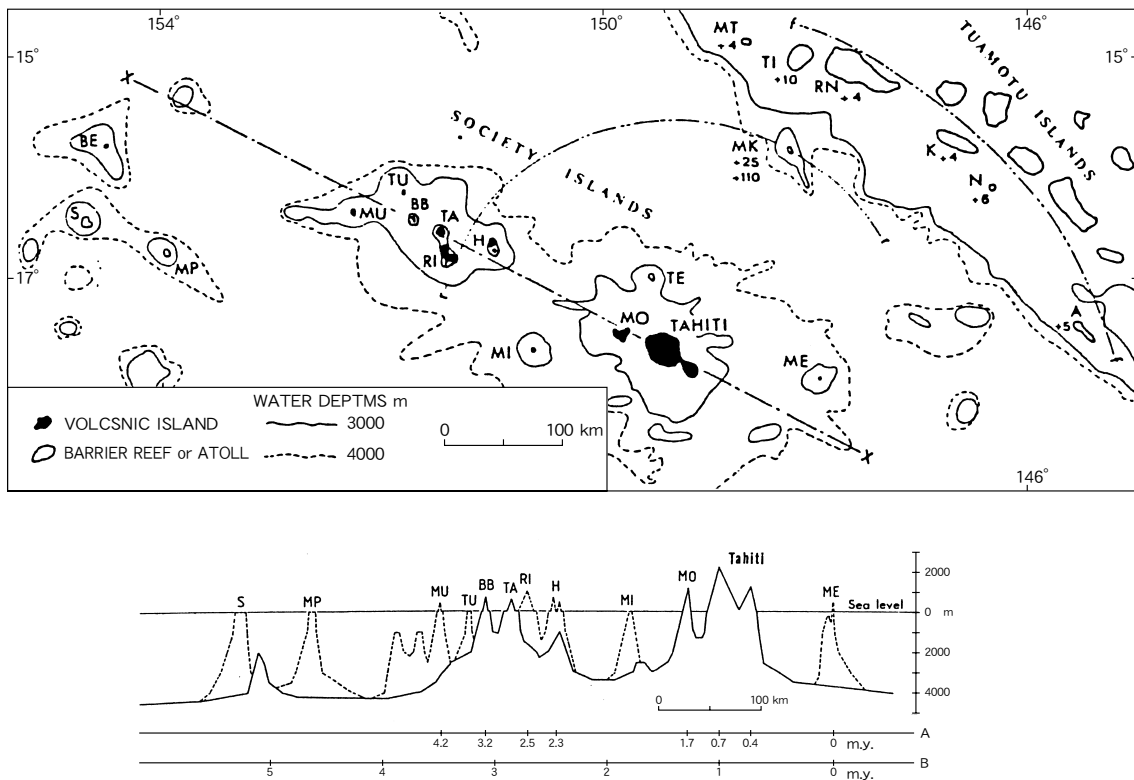 154°
150°
146°
15°
15°
17°
MT
+4
TI
+10
RN
+4
TUAMOTU ISLANDS
SOCIETY
ISLANDS
MK
+25
+110
K
+4
N
+6
A
+5
BE
S
MP
TU
BB
TA
MU
H
RI
TE
MO
TAHITI
MI
ME
X
X
146°
WATER DEPTMS m
VOLCSNIC ISLAND
3000
BARRIER REEF or ATOLL
4000
0 100 km
S MP MU TU BB TA RI H MI MO Tahiti ME
Sea level
2000
0 m
2000
4000
0 100 km
4.2 3.2 2.5 2.3 1.7 0.7 0.4 0 m.y. A
5 4 3 2 1 0 m.y. B